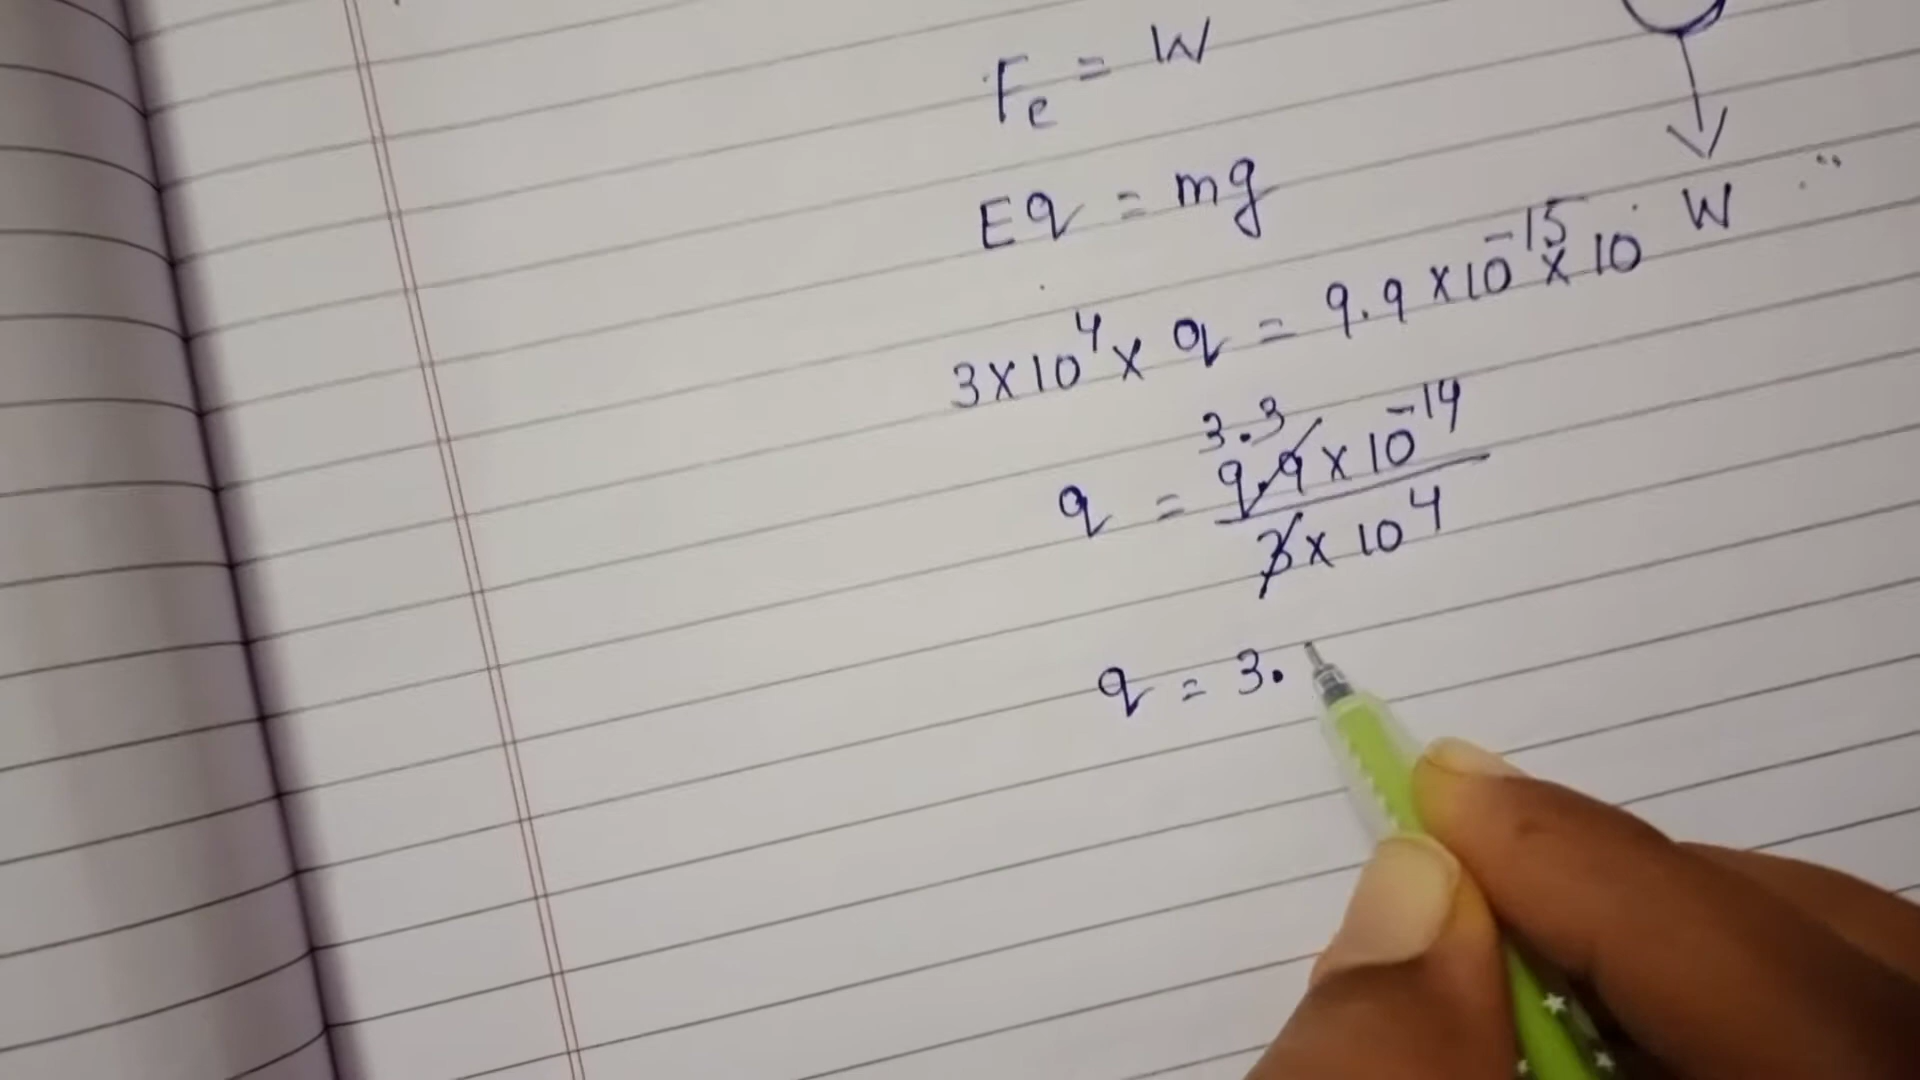 Fe = W
Eq = mg
W
3×10⁴ × q = 9.9 ×10⁻¹⁵ × 10
3.3
q = 9.9 × 10⁻¹⁴
3 × 10⁴
q = 3.